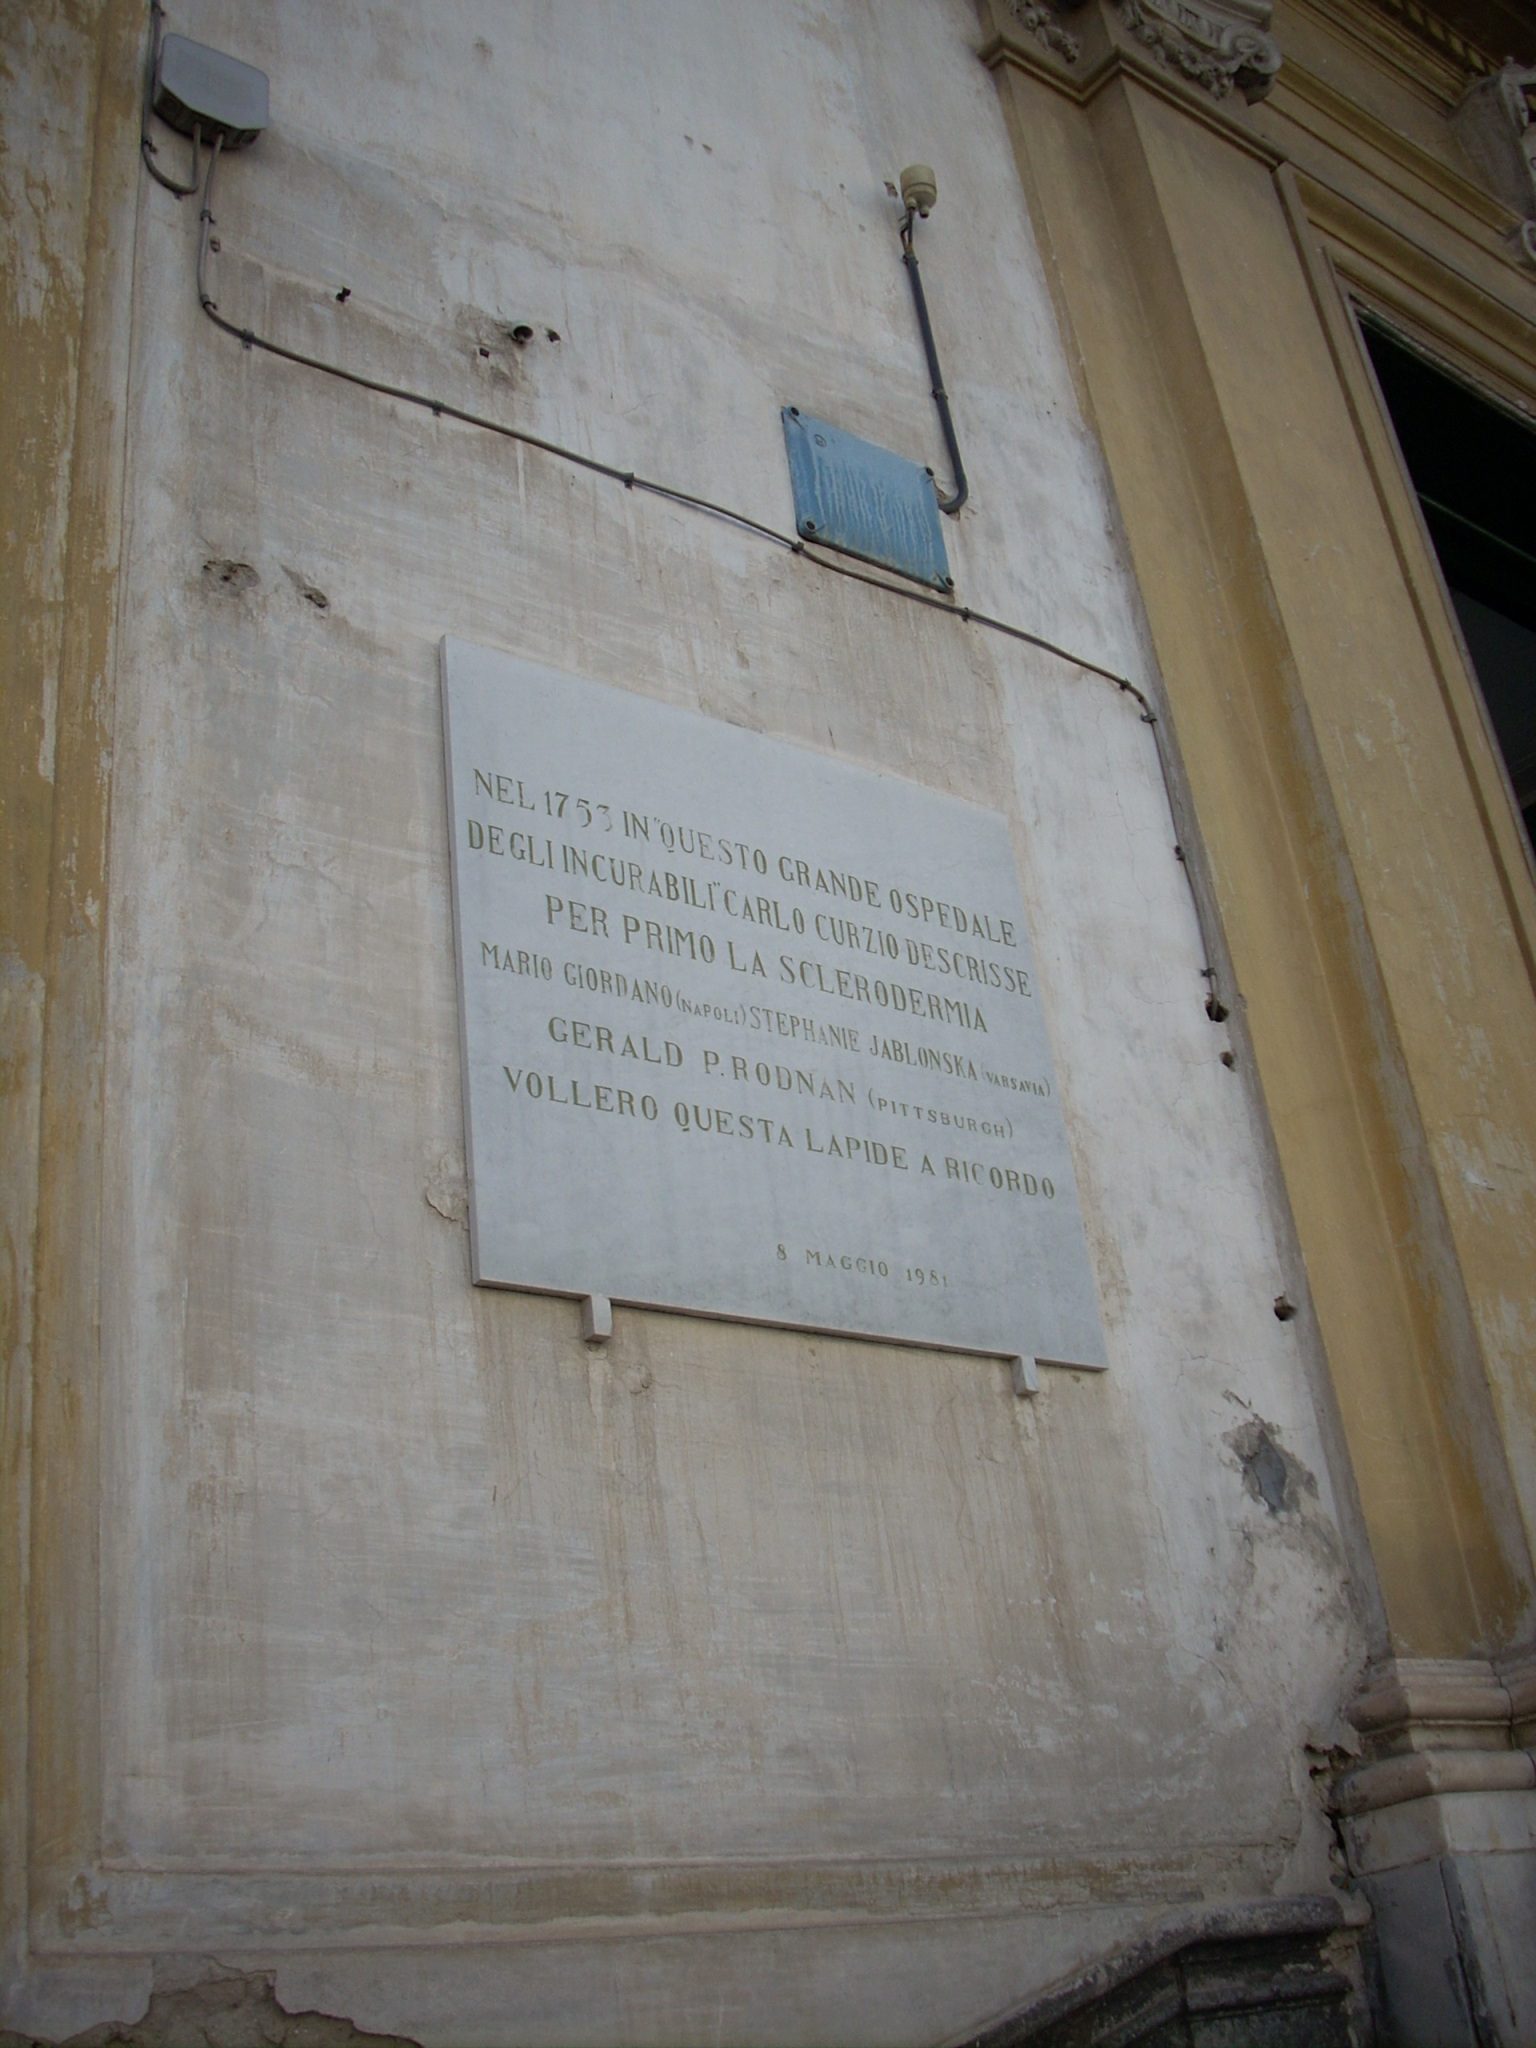 NEL 1753 IN "QUESTO GRANDE OSPEDALE
DEGLI INCURABILI" CARLO CURZIO DESCRISSE
PER PRIMO LA SCLERODERMIA
MARIO GIORDANO (NAPOLI) STEPHANIE JABLONSKA (VARSAVIA)
GERALD P. RODNAN (PITTSBURGH)
VOLLERO QUESTA LAPIDE A RICORDO
8 MAGGIO 1981